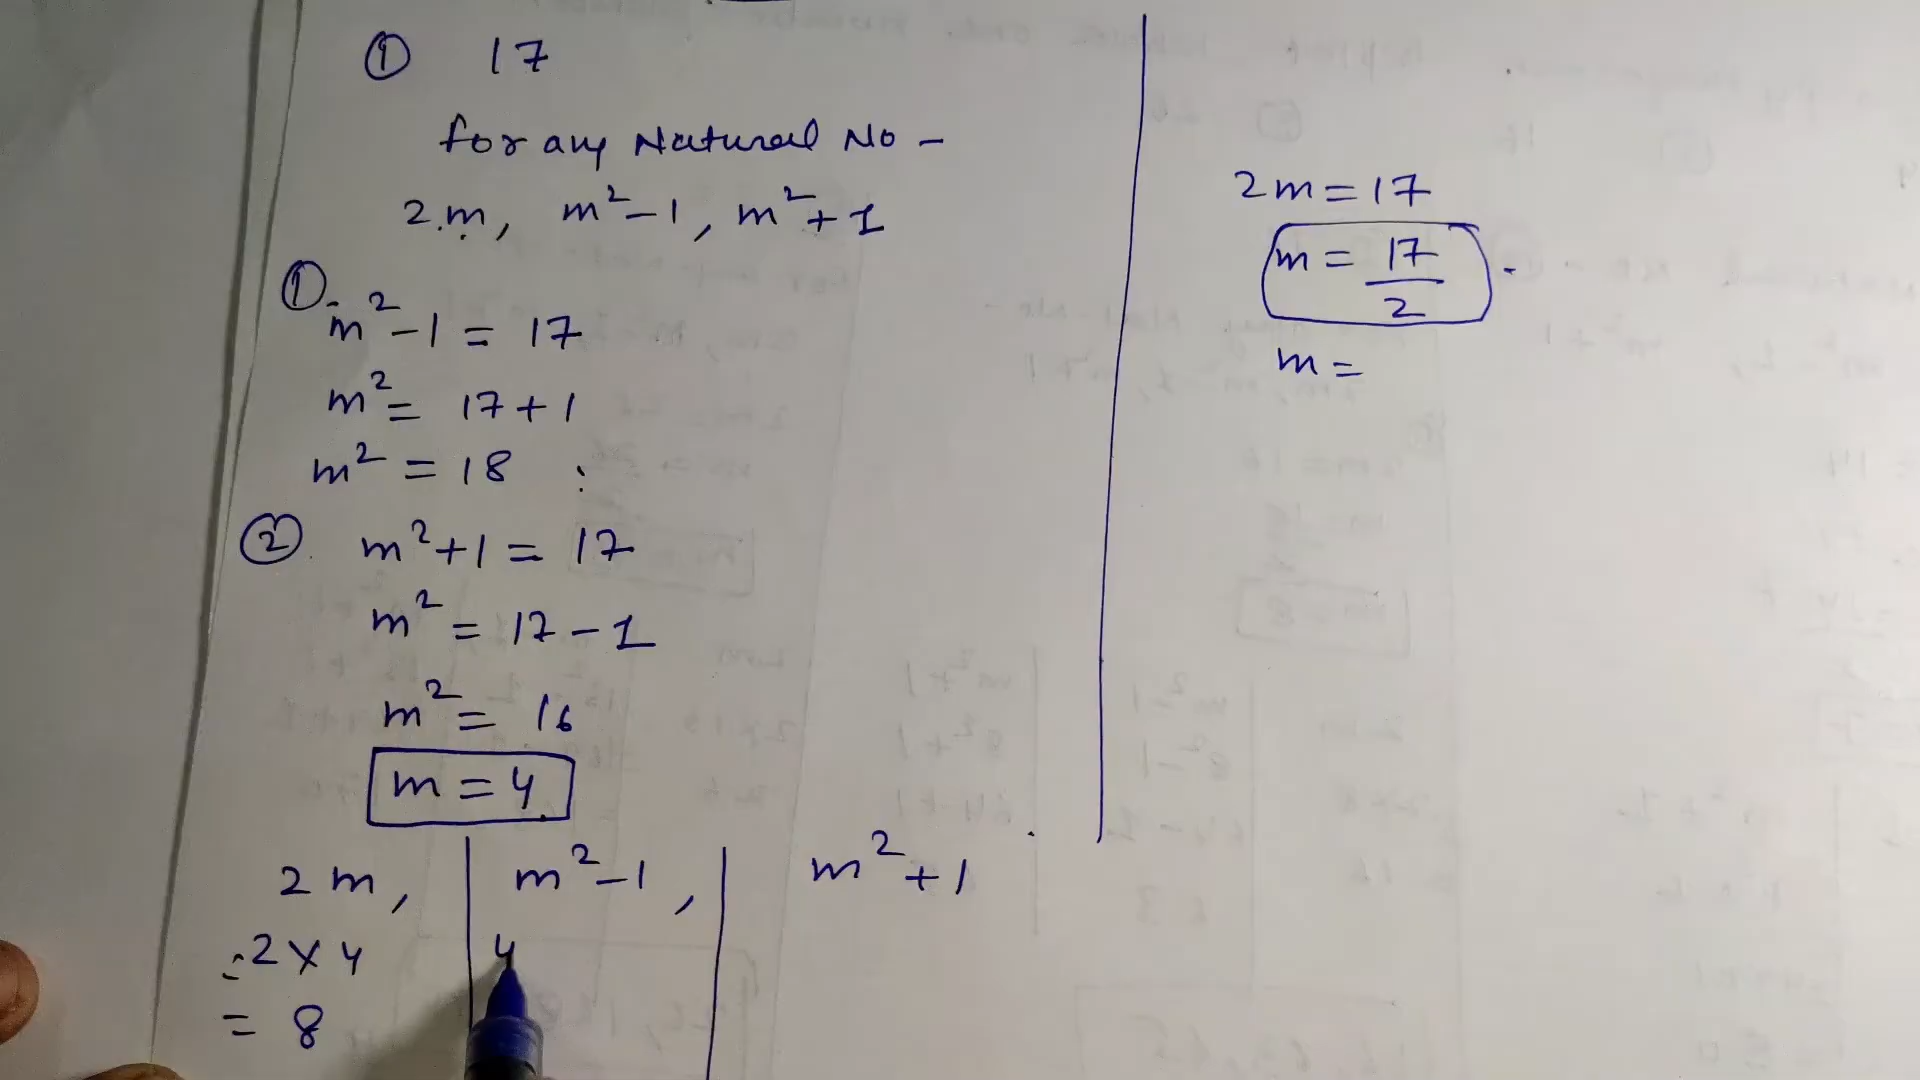 ① 17
for any Natural No -
2.m, m²-1, m²+1
①. m²-1 = 17
m² = 17+1
m² = 18
②. m²+1 = 17
m² = 17-1
m² = 16
m = 4
2m, | m²-1, | m²+1
= 2×4 | 4
= 8
2m = 17
m = 17/2
m =